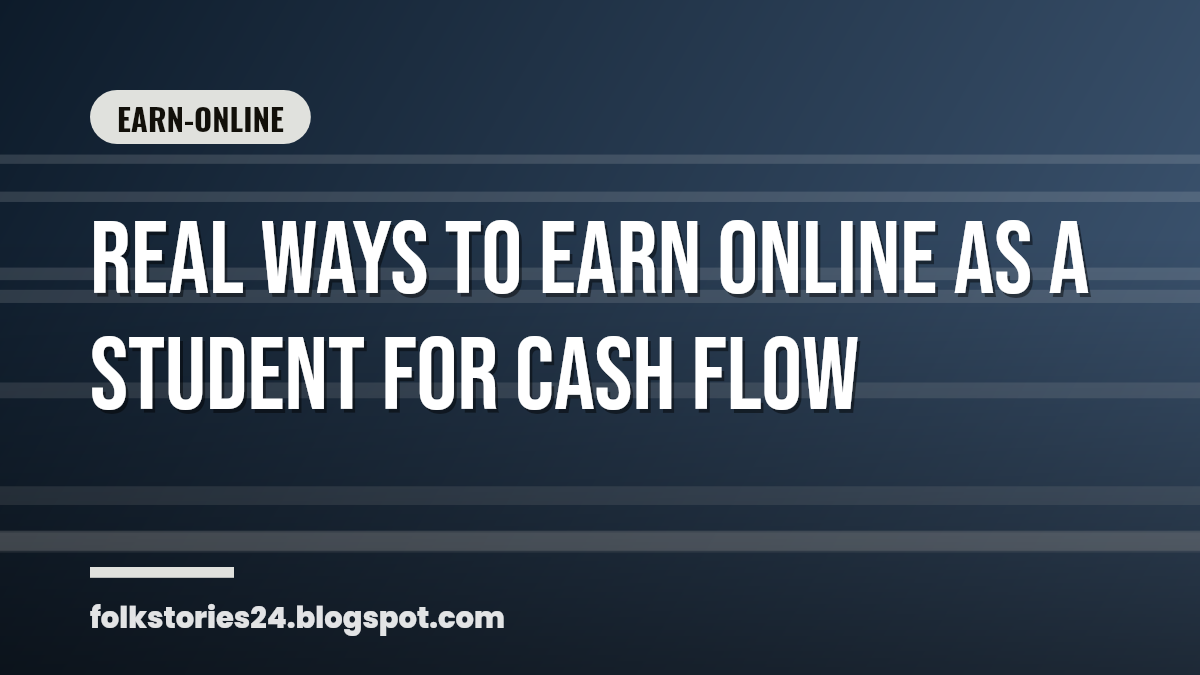 EARN-ONLINE
REAL WAYS TO EARN ONLINE AS A
STUDENT FOR CASH FLOW
folkstories24.blogspot.com